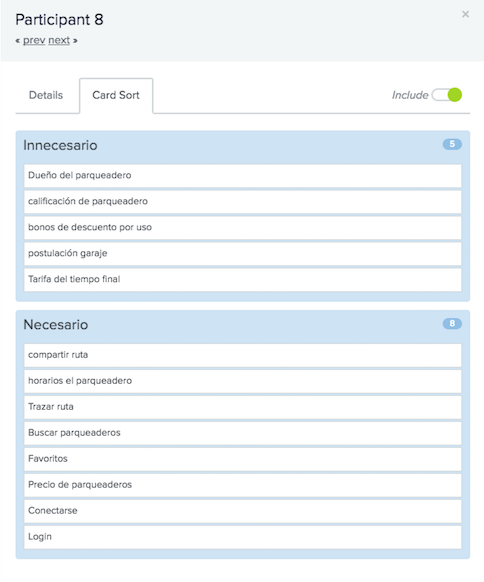 Participant 8
×
« prev next »
Details
Card Sort
Include
Innecesario
5
Dueño del parqueadero
calificación de parqueadero
bonos de descuento por uso
postulación garaje
Tarifa del tiempo final
Necesario
8
compartir ruta
horarios el parqueadero
Trazar ruta
Buscar parqueaderos
Favoritos
Precio de parqueaderos
Conectarse
Login